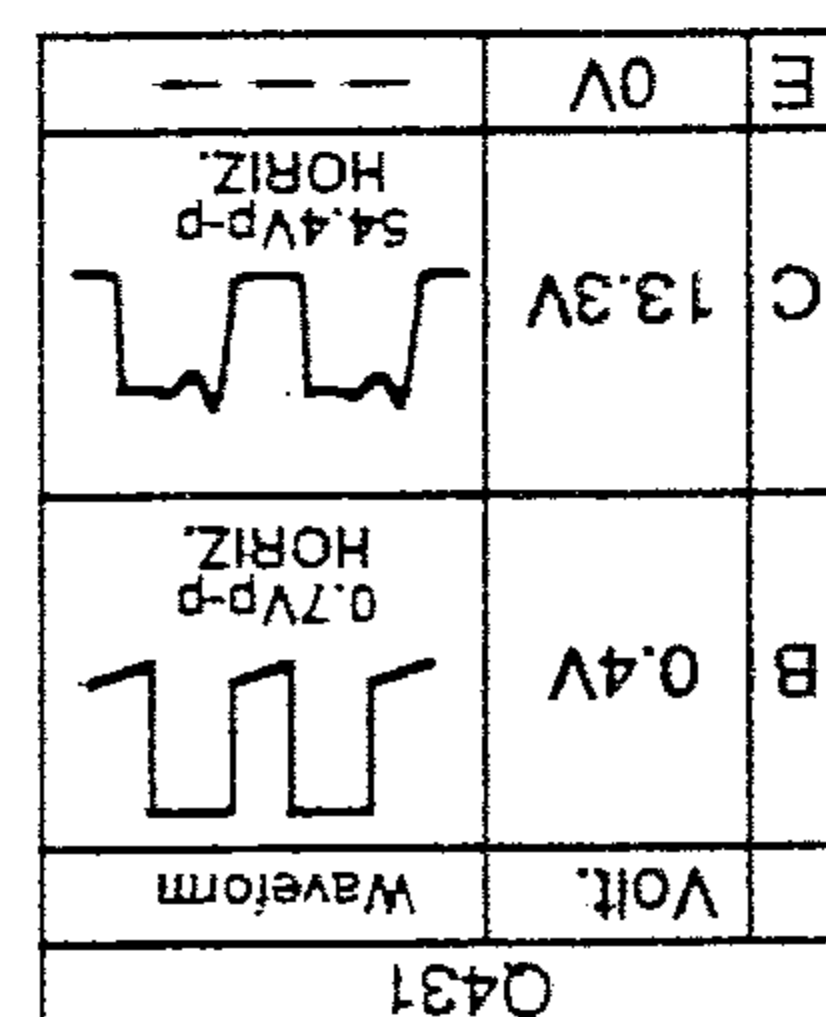 Q431
Volt. Waveform
B 0.4V
0.7Vp-p
HORIZ.
C 13.3V
54.4Vp-p
HORIZ.
E 0V – – –